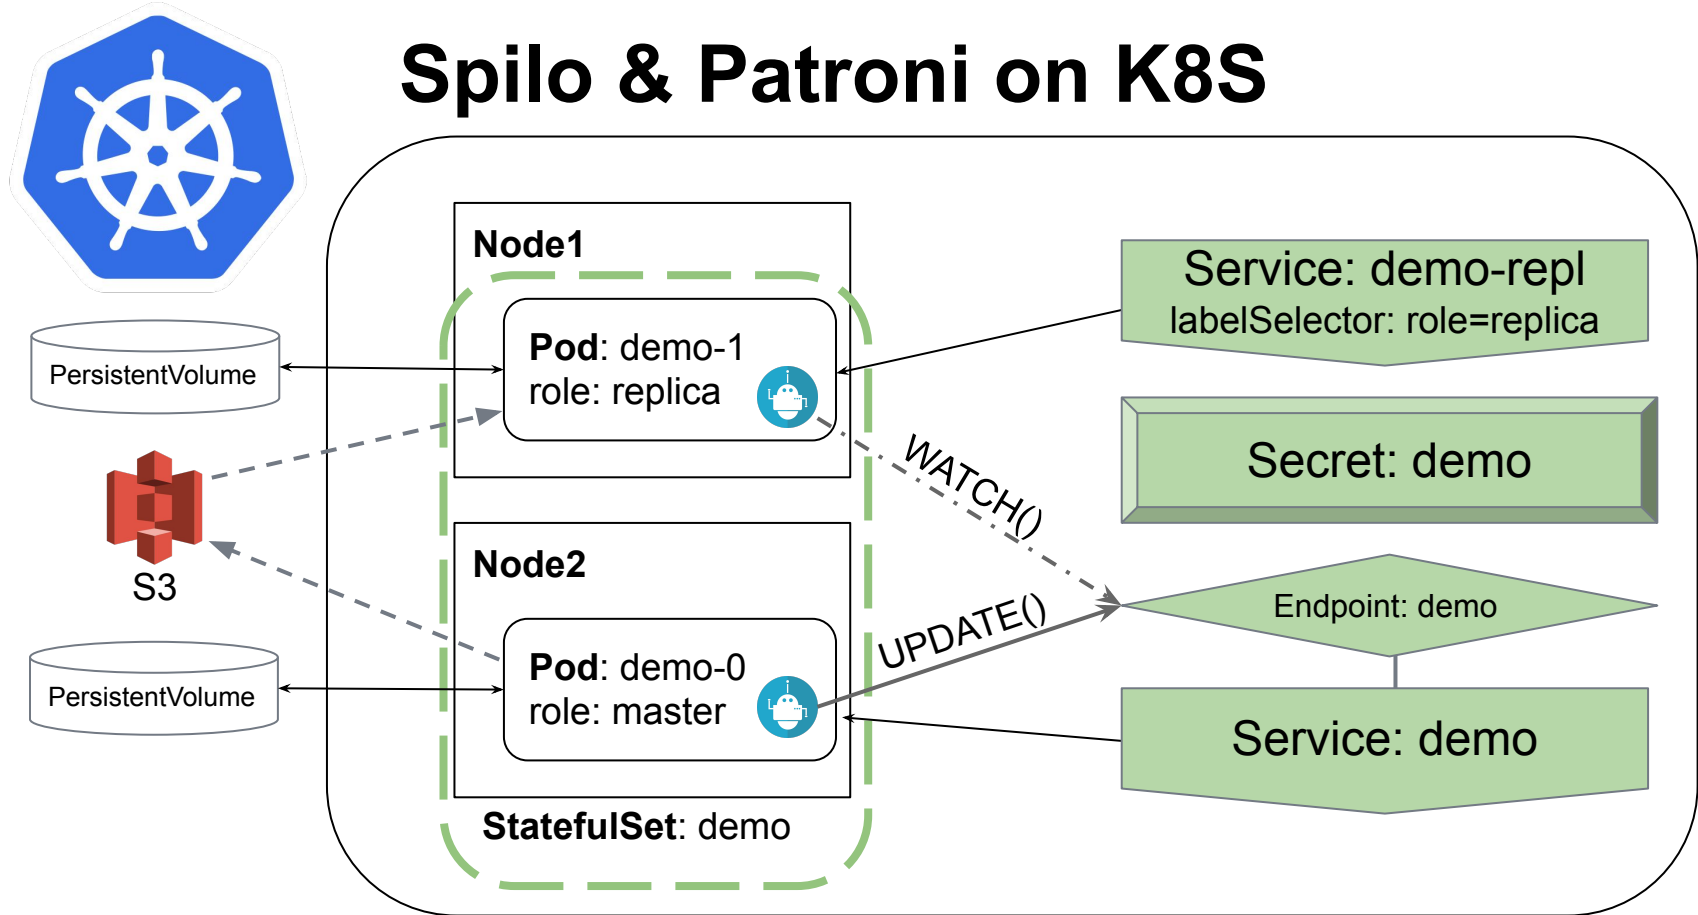 Spilo & Patroni on K8S
Node1
Pod: demo-1
role: replica
PersistentVolume
S3
Node2
Pod: demo-0
role: master
PersistentVolume
StatefulSet: demo
WATCH()
UPDATE()
Service: demo-repl
labelSelector: role=replica
Secret: demo
Endpoint: demo
Service: demo